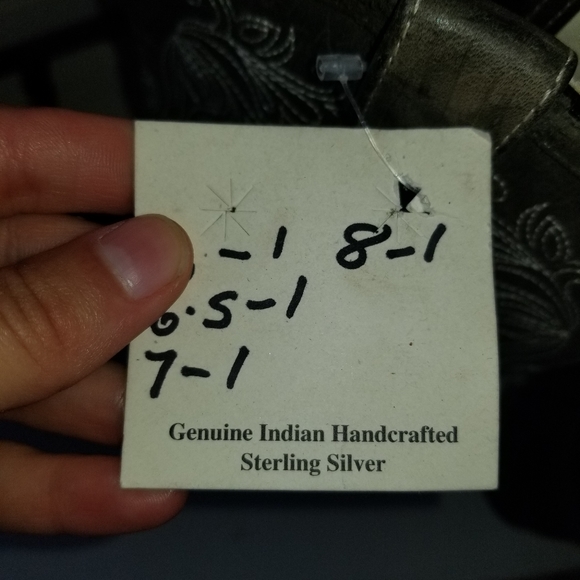 -1 8-1
6.5-1
7-1
Genuine Indian Handcrafted
Sterling Silver